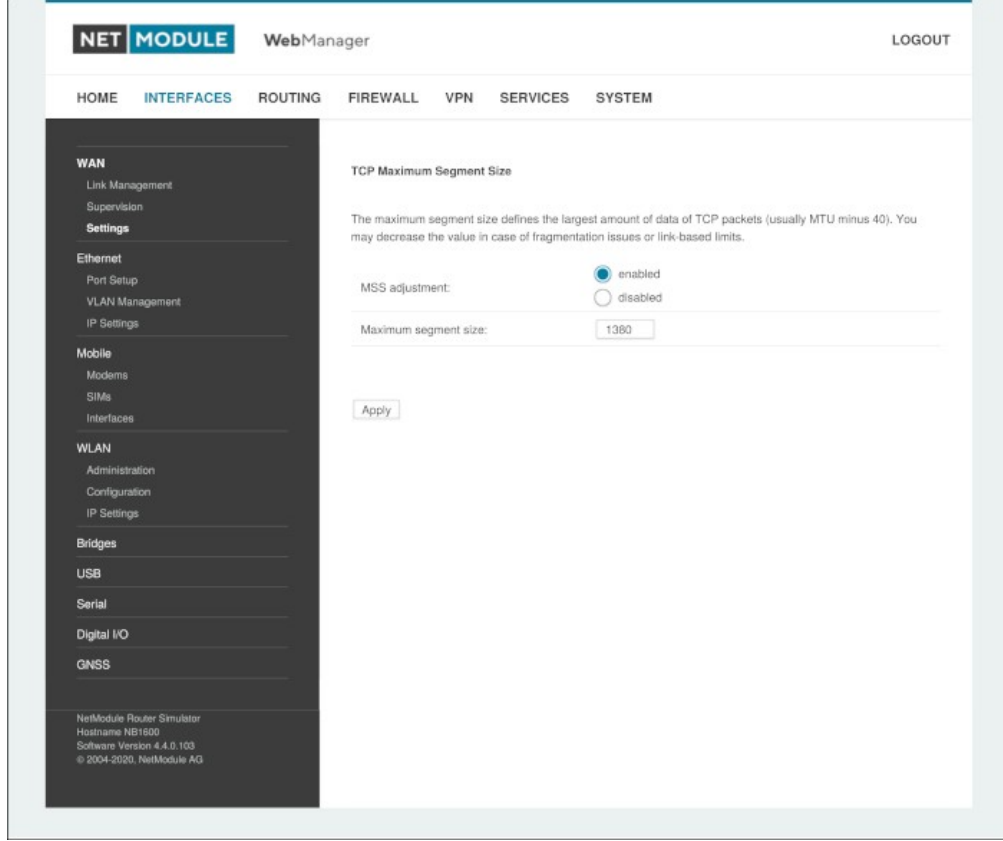 NET MODULE WebManager LOGOUT
HOME INTERFACES ROUTING FIREWALL VPN SERVICES SYSTEM
WAN
Link Management
Supervision
Settings
Ethernet
Port Setup
VLAN Management
IP Settings
Mobile
Modems
SIMs
Interfaces
WLAN
Administration
Configuration
IP Settings
Bridges
USB
Serial
Digital I/O
GNSS
NetModule Router Simulator
Hostname NB1600
Software Version 4.4.0.103
© 2004-2020, NetModule AG
TCP Maximum Segment Size
The maximum segment size defines the largest amount of data of TCP packets (usually MTU minus 40). You
may decrease the value in case of fragmentation issues or link-based limits.
MSS adjustment:
enabled
disabled
Maximum segment size: 1380
Apply